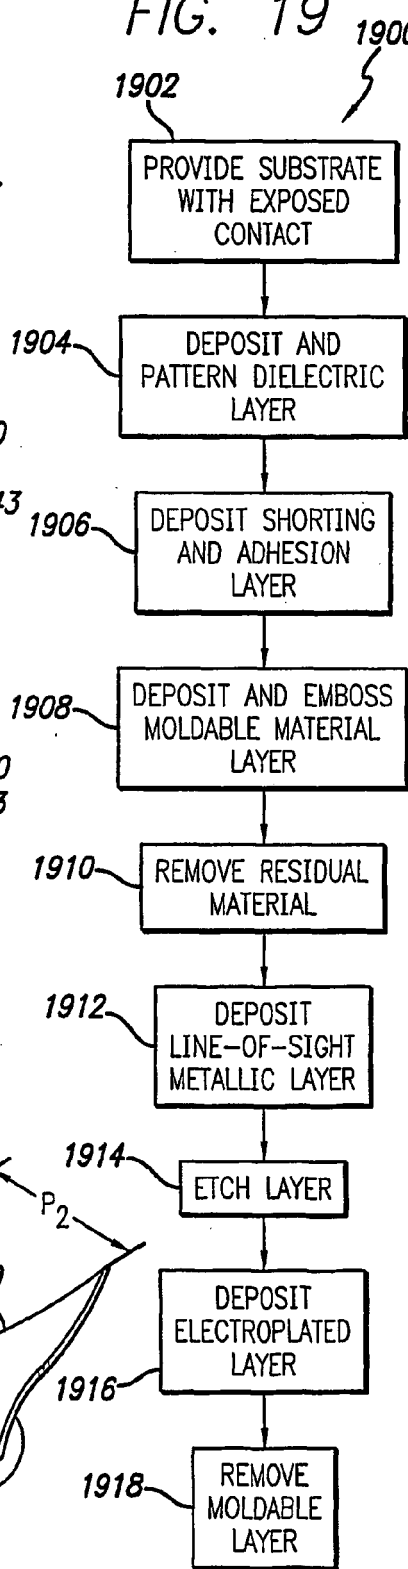 FIG. 19
1900
1902
PROVIDE SUBSTRATE
WITH EXPOSED
CONTACT
1904
DEPOSIT AND
PATTERN DIELECTRIC
LAYER
1906
DEPOSIT SHORTING
AND ADHESION
LAYER
1908
DEPOSIT AND EMBOSS
MOLDABLE MATERIAL
LAYER
1910
REMOVE RESIDUAL
MATERIAL
1912
DEPOSIT
LINE-OF-SIGHT
METALLIC LAYER
1914
ETCH LAYER
P2
DEPOSIT
ELECTROPLATED
LAYER
1916
1918
REMOVE
MOLDABLE
LAYER